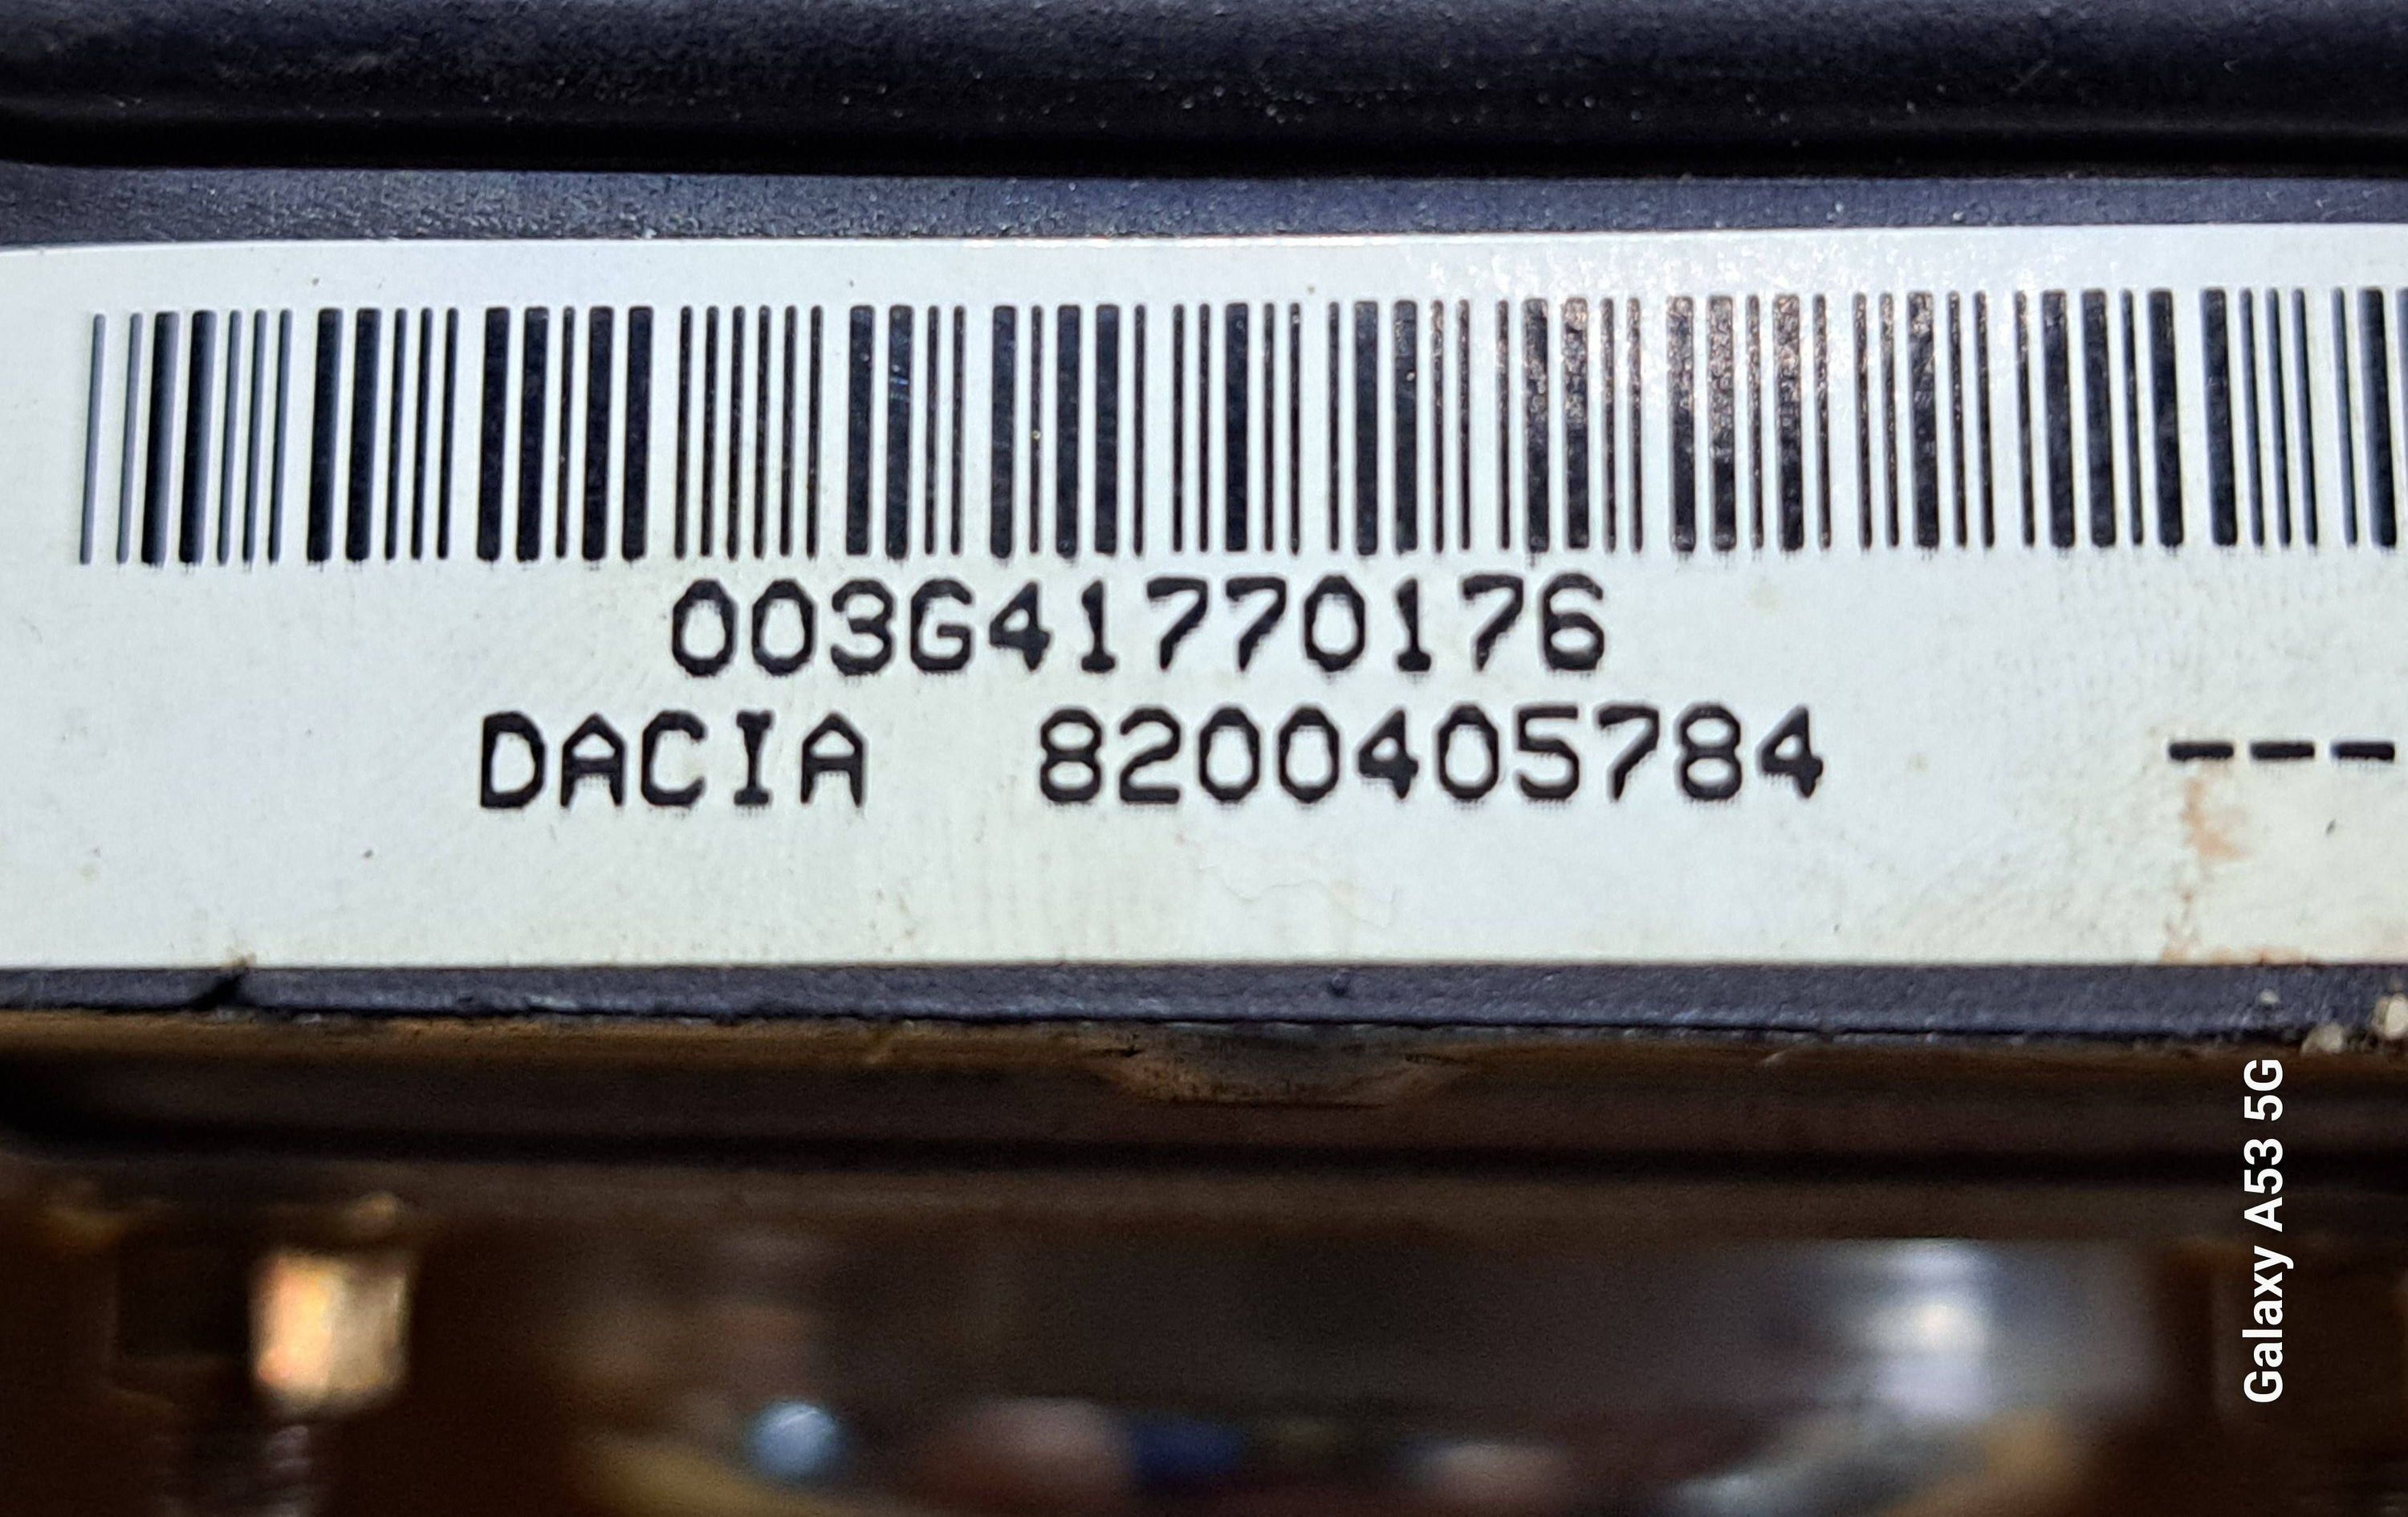 003G41770176
DACIA 8200405784 ---
Galaxy A53 5G